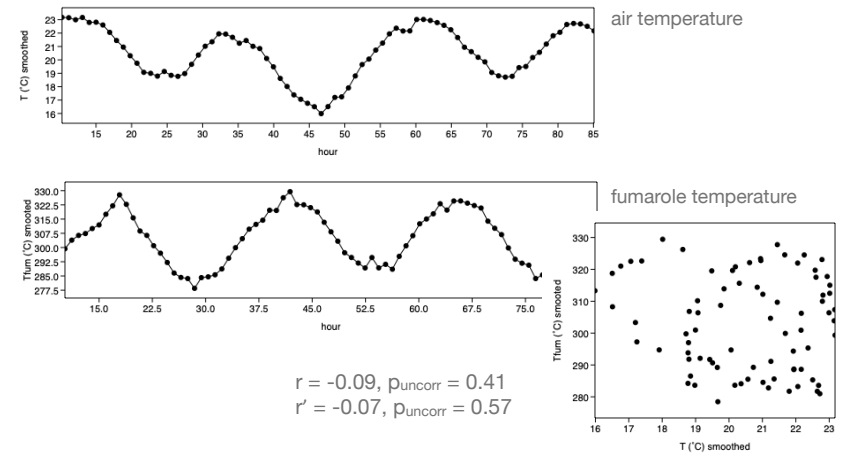 air temperature
T (˚C) smoothed
23
22
21
20
19
18
17
16
15 20 25 30 35 40 45 50 55 60 65 70 75 80 85
hour
fumarole temperature
Tfum (˚C) smoothed
330.0
322.5
315.0
307.5
300.0
292.5
285.0
277.5
15.0 22.5 30.0 37.5 45.0 52.5 60.0 67.5 75.0
hour
Tfum (˚C) smooted
330
320
310
300
290
280
16 17 18 19 20 21 22 23
T (˚C) smoothed
r = -0.09, puncorr = 0.41
r′ = -0.07, puncorr = 0.57